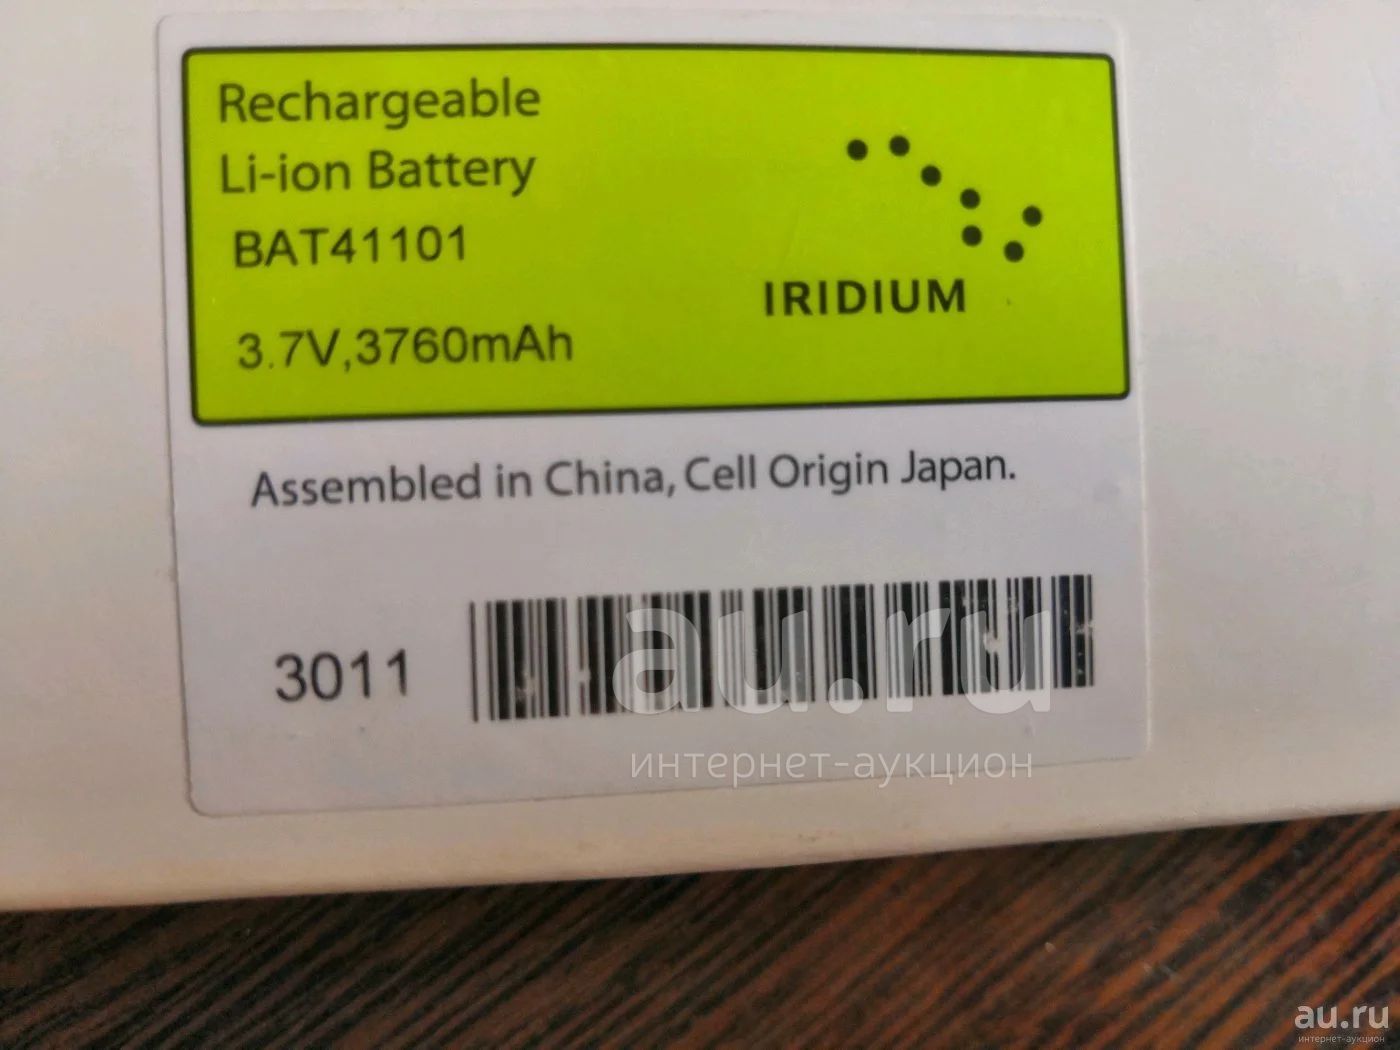 Rechargeable
Li-ion Battery
BAT41101
3.7V,3760mAh
IRIDIUM
Assembled in China, Cell Origin Japan.
3011
au.ru
интернет-аукцион
au.ru
интернет-аукцион